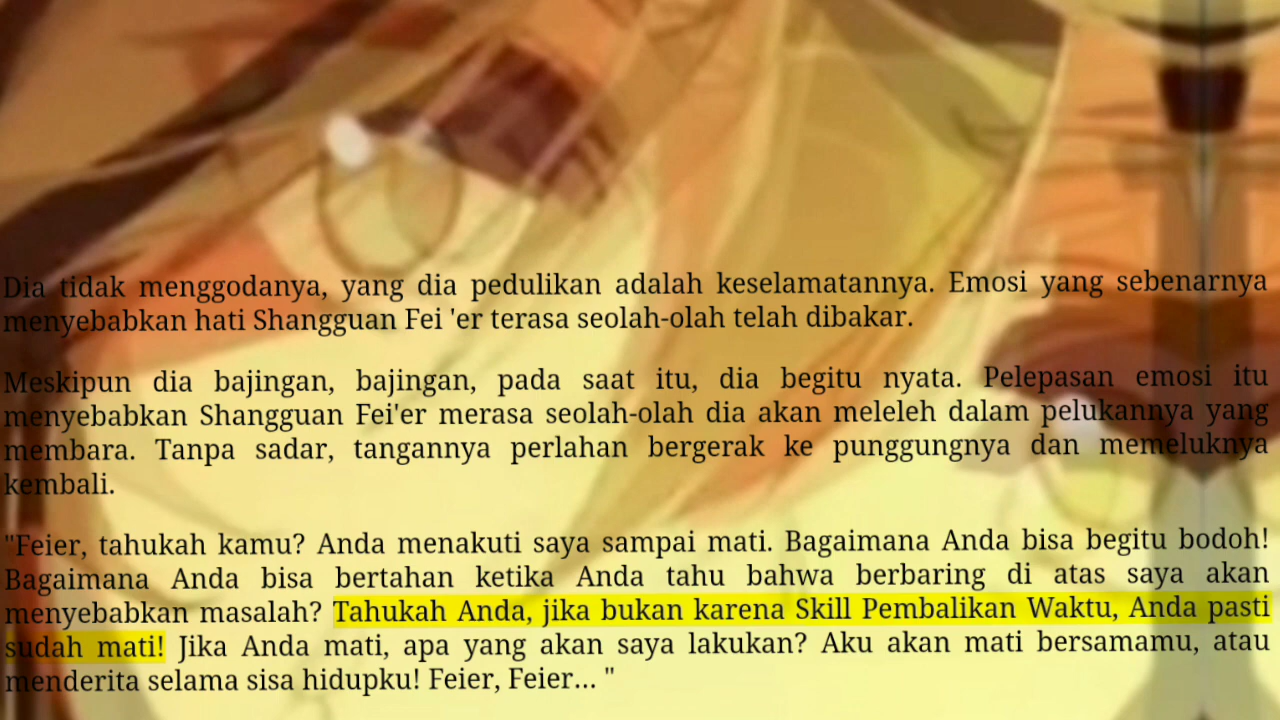 Dia tidak menggodanya, yang dia pedulikan adalah keselamatannya. Emosi yang sebenarnya
menyebabkan hati Shangguan Fei 'er terasa seolah-olah telah dibakar.
Meskipun dia bajingan, bajingan, pada saat itu, dia begitu nyata. Pelepasan emosi itu
menyebabkan Shangguan Fei'er merasa seolah-olah dia akan meleleh dalam pelukannya yang
membara. Tanpa sadar, tangannya perlahan bergerak ke punggungnya dan memeluknya
kembali.
"Feier, tahukah kamu? Anda menakuti saya sampai mati. Bagaimana Anda bisa begitu bodoh!
Bagaimana Anda bisa bertahan ketika Anda tahu bahwa berbaring di atas saya akan
menyebabkan masalah? Tahukah Anda, jika bukan karena Skill Pembalikan Waktu, Anda pasti
sudah mati! Jika Anda mati, apa yang akan saya lakukan? Aku akan mati bersamamu, atau
menderita selama sisa hidupku! Feier, Feier... "